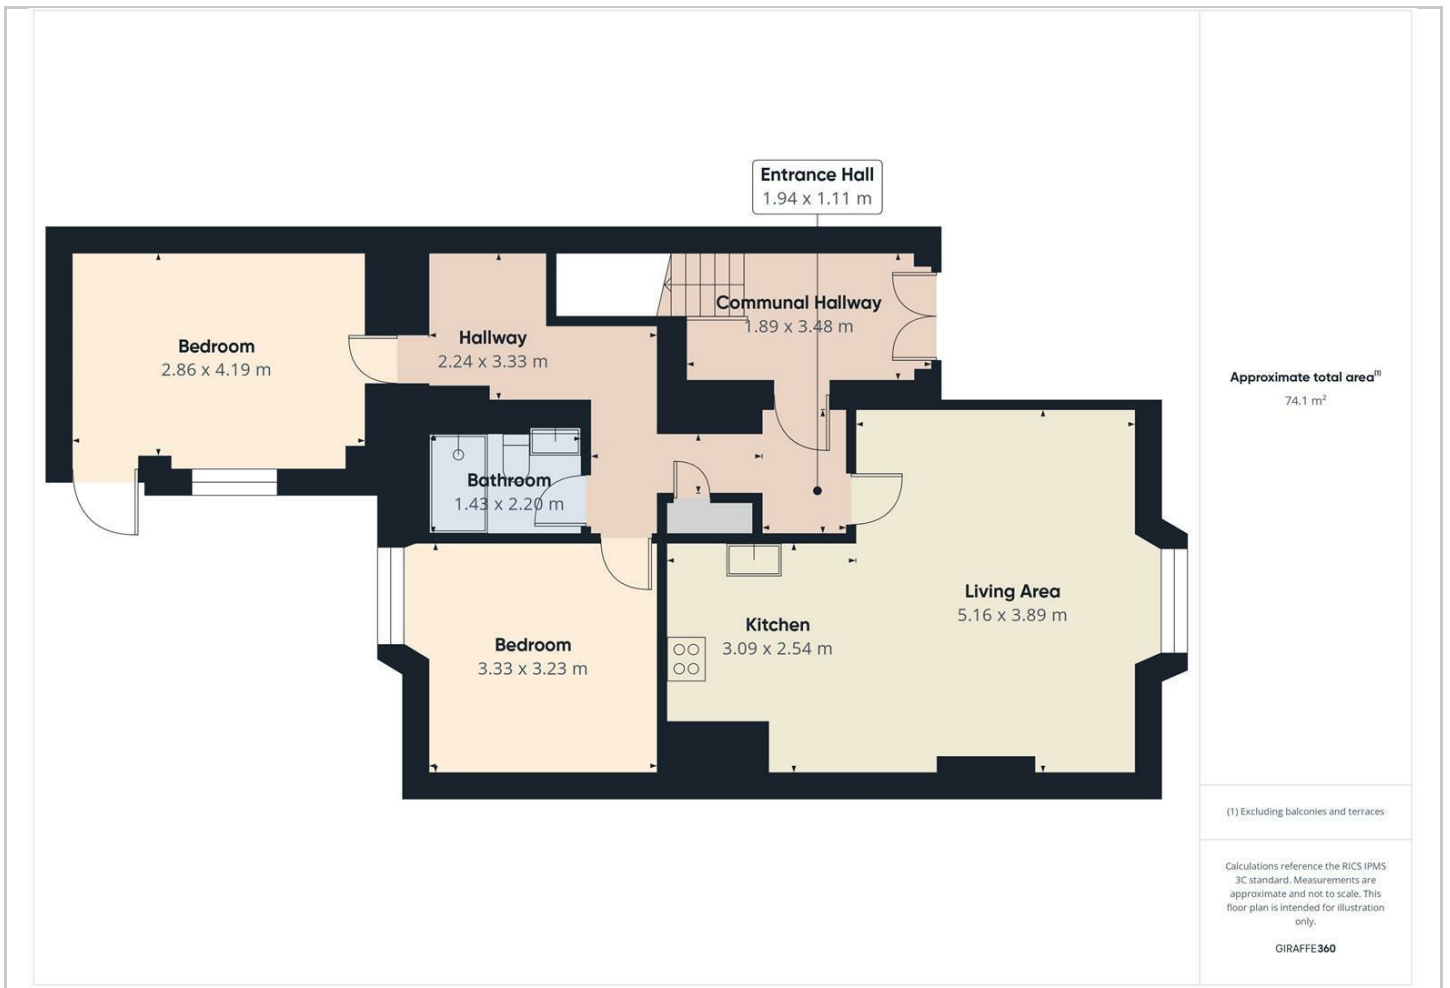 Entrance Hall
1.94 x 1.11 m
Communal Hallway
1.89 x 3.48 m
Hallway
2.24 x 3.33 m
Bedroom
2.86 x 4.19 m
Bathroom
1.43 x 2.20 m
Living Area
5.16 x 3.89 m
Kitchen
3.09 x 2.54 m
Bedroom
3.33 x 3.23 m
Approximate total area⁽¹⁾
74.1 m²
(1) Excluding balconies and terraces
Calculations reference the RICS IPMS
3C standard. Measurements are
approximate and not to scale. This
floor plan is intended for illustration
only.
GIRAFFE360